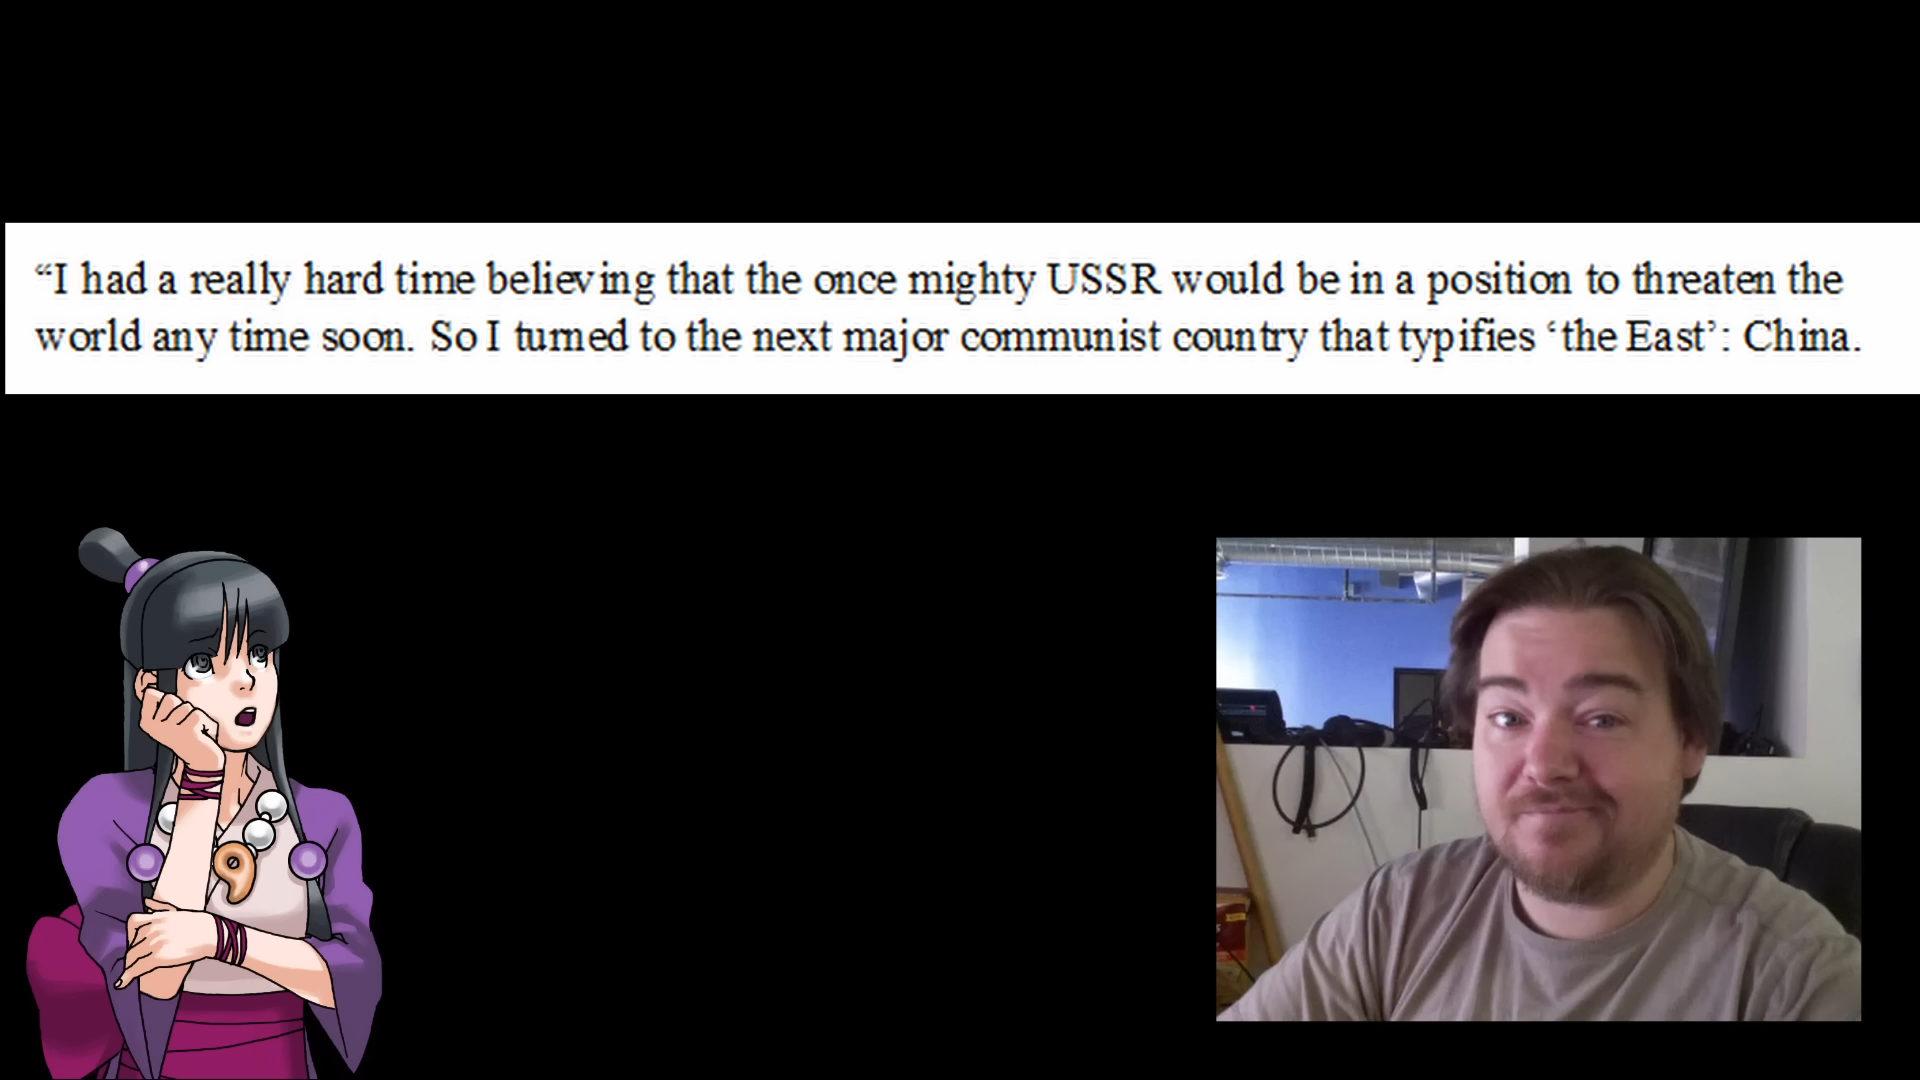 “I had a really hard time believing that the once mighty USSR would be in a position to threaten the
world any time soon. So I turned to the next major communist country that typifies ‘the East’: China.